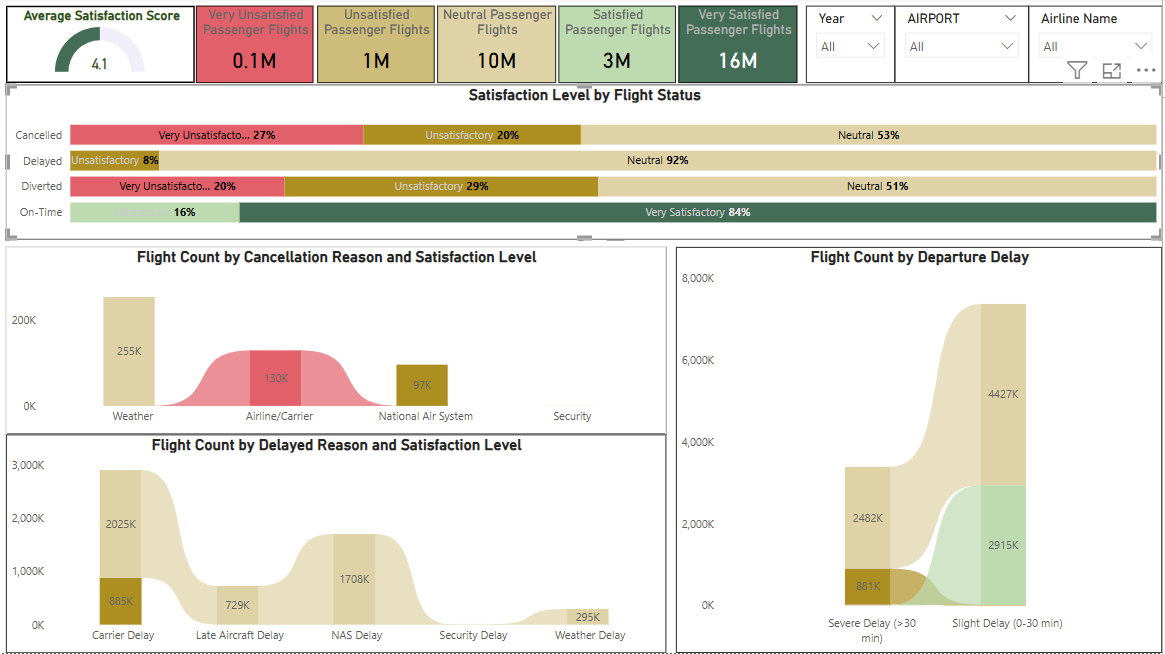 Average Satisfaction Score
4.1
Very Unsatisfied
Passenger Flights
0.1M
Unsatisfied
Passenger Flights
1M
Neutral Passenger
Flights
10M
Satisfied
Passenger Flights
3M
Very Satisfied
Passenger Flights
16M
Year
All
AIRPORT
All
Airline Name
All
Satisfaction Level by Flight Status
Cancelled Very Unsatisfacto... 27% Unsatisfactory 20% Neutral 53%
Delayed Unsatisfactory 8% Neutral 92%
Diverted Very Unsatisfacto... 20% Unsatisfactory 29% Neutral 51%
On-Time 16% Very Satisfactory 84%
Flight Count by Cancellation Reason and Satisfaction Level
200K
0K
255K
130K
97K
Weather Airline/Carrier National Air System Security
Flight Count by Delayed Reason and Satisfaction Level
3,000K
2,000K
1,000K
0K
2025K
885K
729K
1708K
295K
Carrier Delay Late Aircraft Delay NAS Delay Security Delay Weather Delay
Flight Count by Departure Delay
8,000K
6,000K
4,000K
2,000K
0K
2482K
881K
4427K
2915K
Severe Delay (>30
min)
Slight Delay (0-30 min)